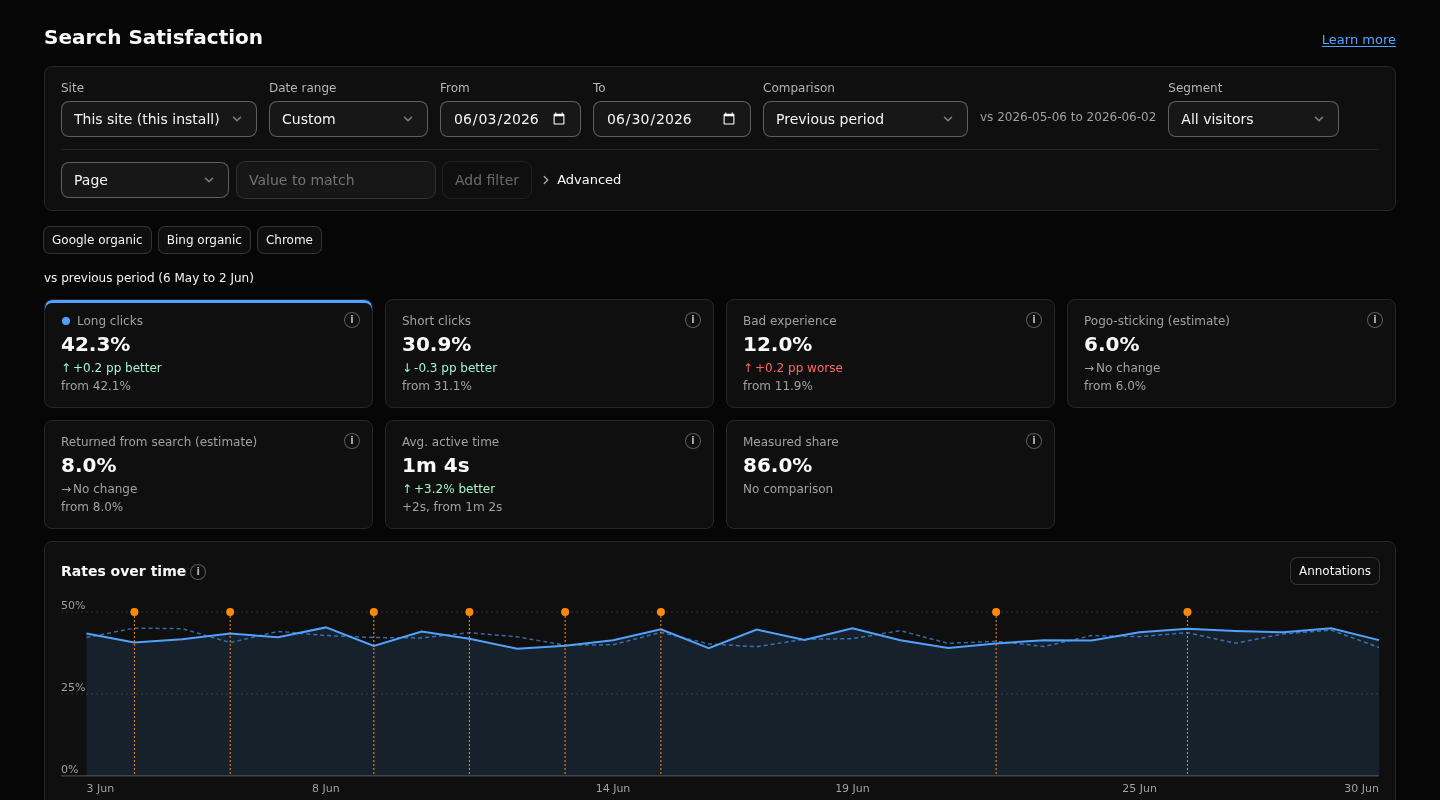 Search Satisfaction
Learn more
Site
Date range
From
To
Comparison
Segment
This site (this install)
Custom
06/03/2026
06/30/2026
Previous period
vs 2026-05-06 to 2026-06-02
All visitors
Page
Value to match
Add filter
Advanced
Google organic
Bing organic
Chrome
vs previous period (6 May to 2 Jun)
Long clicks
42.3%
↑ +0.2 pp better
from 42.1%
Short clicks
30.9%
↓ -0.3 pp better
from 31.1%
Bad experience
12.0%
↑ +0.2 pp worse
from 11.9%
Pogo-sticking (estimate)
6.0%
→ No change
from 6.0%
Returned from search (estimate)
8.0%
→ No change
from 8.0%
Avg. active time
1m 4s
↑ +3.2% better
+2s, from 1m 2s
Measured share
86.0%
No comparison
Rates over time
Annotations
50%
25%
0%
3 Jun
8 Jun
14 Jun
19 Jun
25 Jun
30 Jun